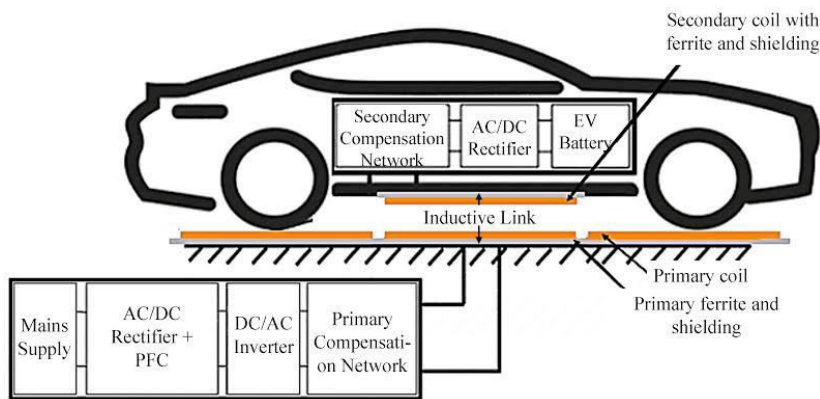 Secondary coil with
ferrite and shielding
Secondary
Compensation
Network
AC/DC
Rectifier
EV
Battery
Inductive Link
Primary coil
Primary ferrite and
shielding
Mains
Supply
AC/DC
Rectifier +
PFC
DC/AC
Inverter
Primary
Compensati-
on Network